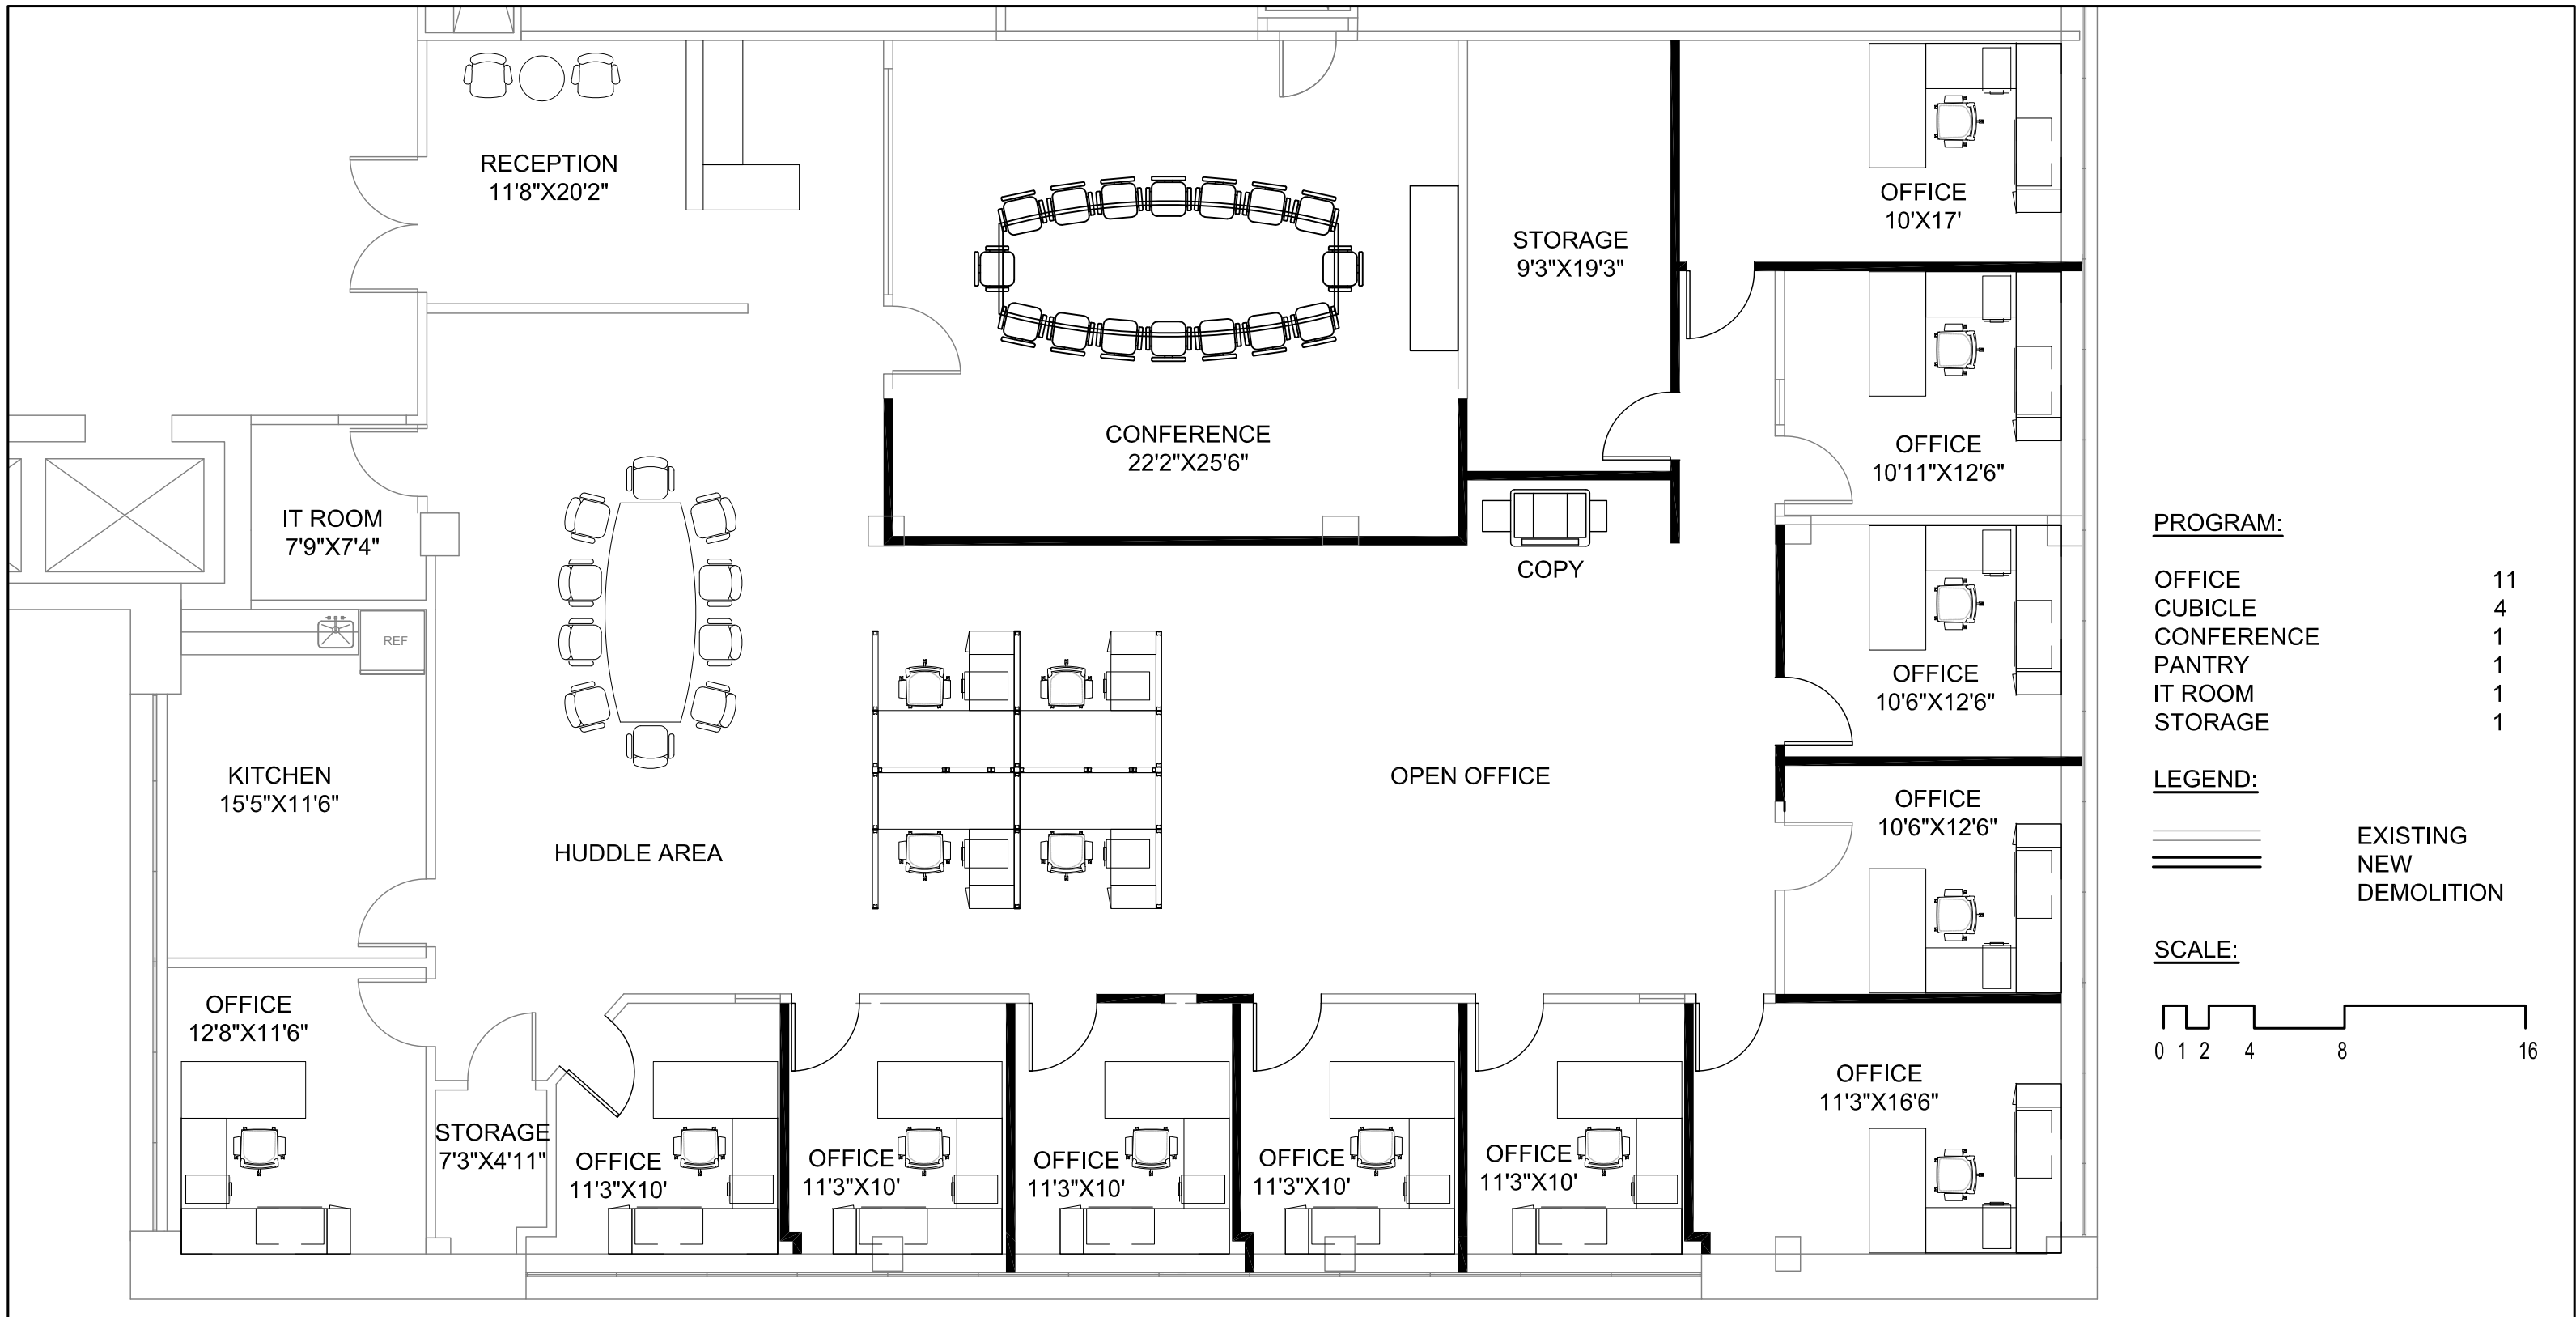 RECEPTION
11'8"X20'2"
OFFICE
10'X17'
STORAGE
9'3"X19'3"
CONFERENCE
22'2"X25'6"
OFFICE
10'11"X12'6"
IT ROOM
7'9"X7'4"
COPY
REF
OFFICE
10'6"X12'6"
KITCHEN
15'5"X11'6"
OPEN OFFICE
HUDDLE AREA
OFFICE
10'6"X12'6"
OFFICE
12'8"X11'6"
STORAGE
7'3"X4'11"
OFFICE
11'3"X10'
OFFICE
11'3"X10'
OFFICE
11'3"X10'
OFFICE
11'3"X10'
OFFICE
11'3"X10'
OFFICE
11'3"X16'6"
PROGRAM:
OFFICE 11
CUBICLE 4
CONFERENCE 1
PANTRY 1
IT ROOM 1
STORAGE 1
LEGEND:
EXISTING
NEW
DEMOLITION
SCALE:
0 1 2 4 8 16